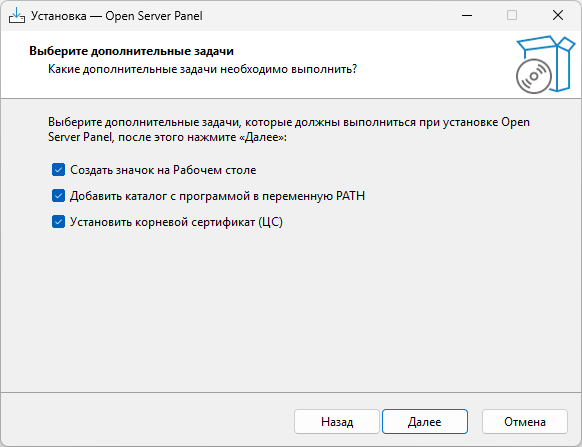 Установка — Open Server Panel
Выберите дополнительные задачи
Какие дополнительные задачи необходимо выполнить?
Выберите дополнительные задачи, которые должны выполниться при установке Open
Server Panel, после этого нажмите «Далее»:
Создать значок на Рабочем столе
Добавить каталог с программой в переменную PATH
Установить корневой сертификат (ЦС)
Назад
Далее
Отмена